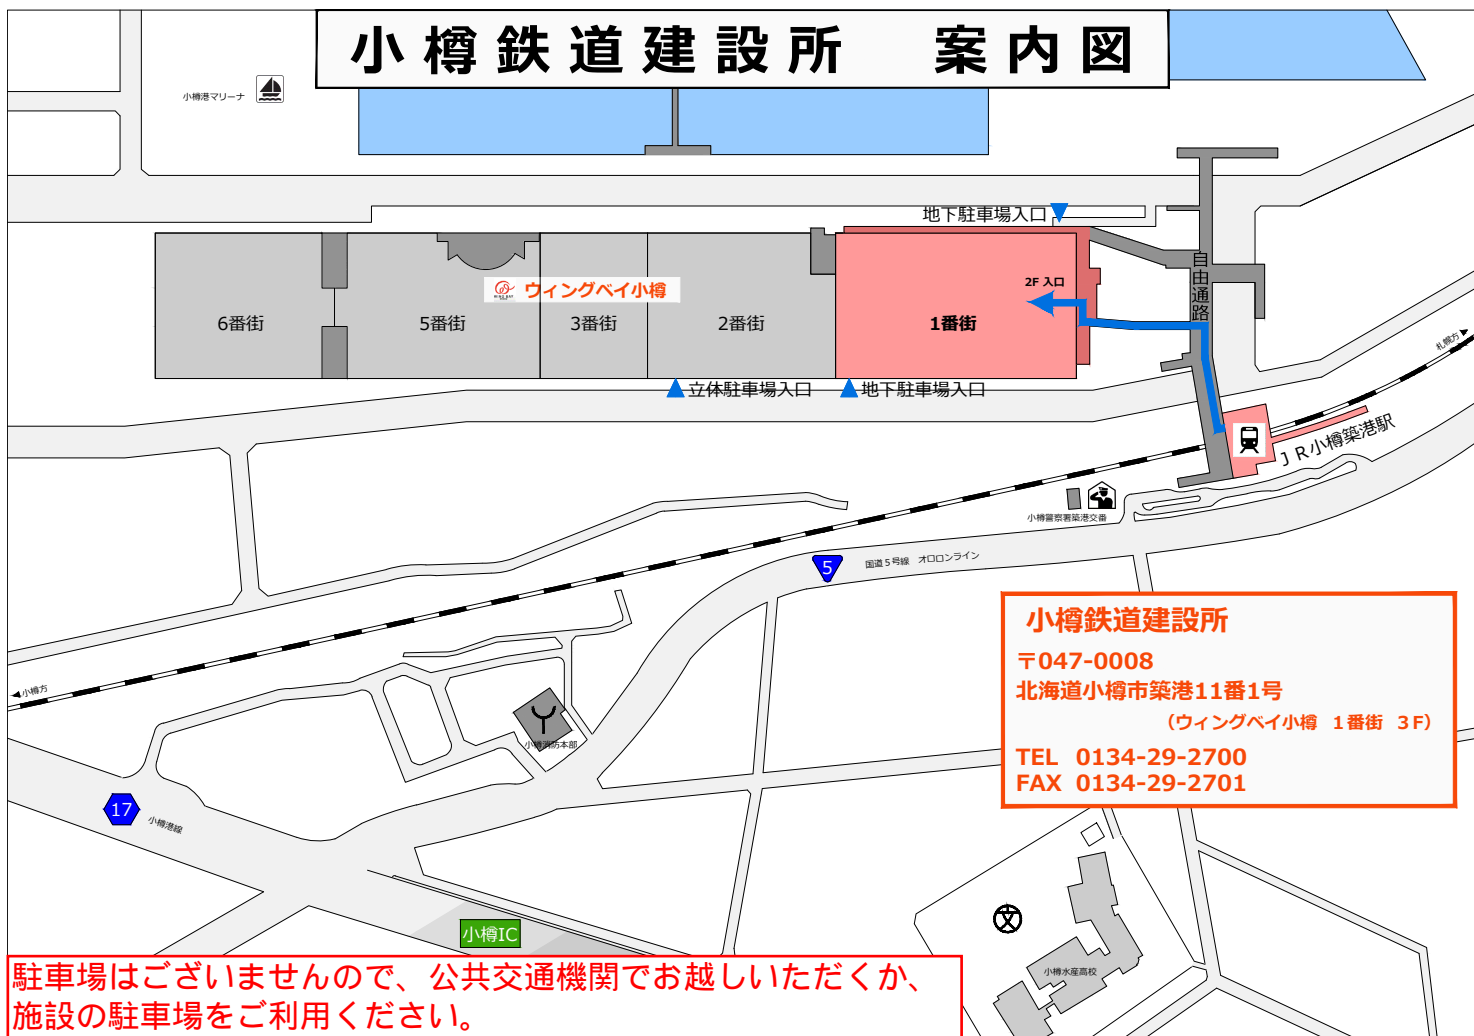 小樽鉄道建設所　案内図
小樽港マリーナ
地下駐車場入口
自由通路
2F 入口
WING BAY
ウィングベイ小樽
6番街
5番街
3番街
2番街
1番街
札幌方
立体駐車場入口
地下駐車場入口
ＪＲ小樽築港駅
小樽警察署築港交番
5
国道５号線　オロロンライン
小樽方
小樽消防本部
17
小樽港線
小樽鉄道建設所
〒047-0008
北海道小樽市築港11番1号
（ウィングベイ小樽　１番街　３F）
TEL　0134-29-2700
FAX　0134-29-2701
文
小樽水産高校
小樽IC
駐車場はございませんので、公共交通機関でお越しいただくか、
施設の駐車場をご利用ください。